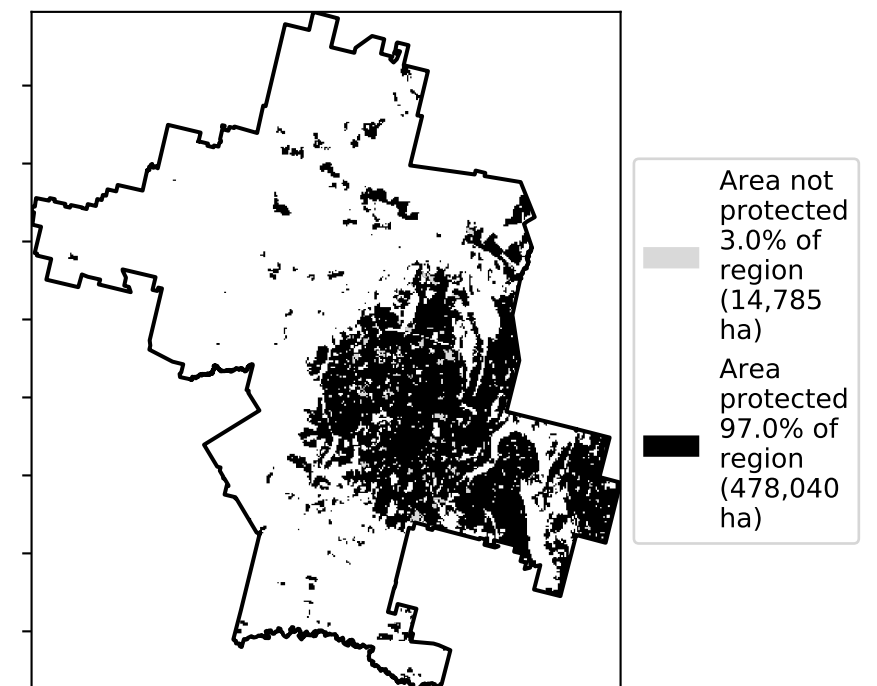 Area not
protected
3.0% of
region
(14,785
ha)
Area
protected
97.0% of
region
(478,040
ha)